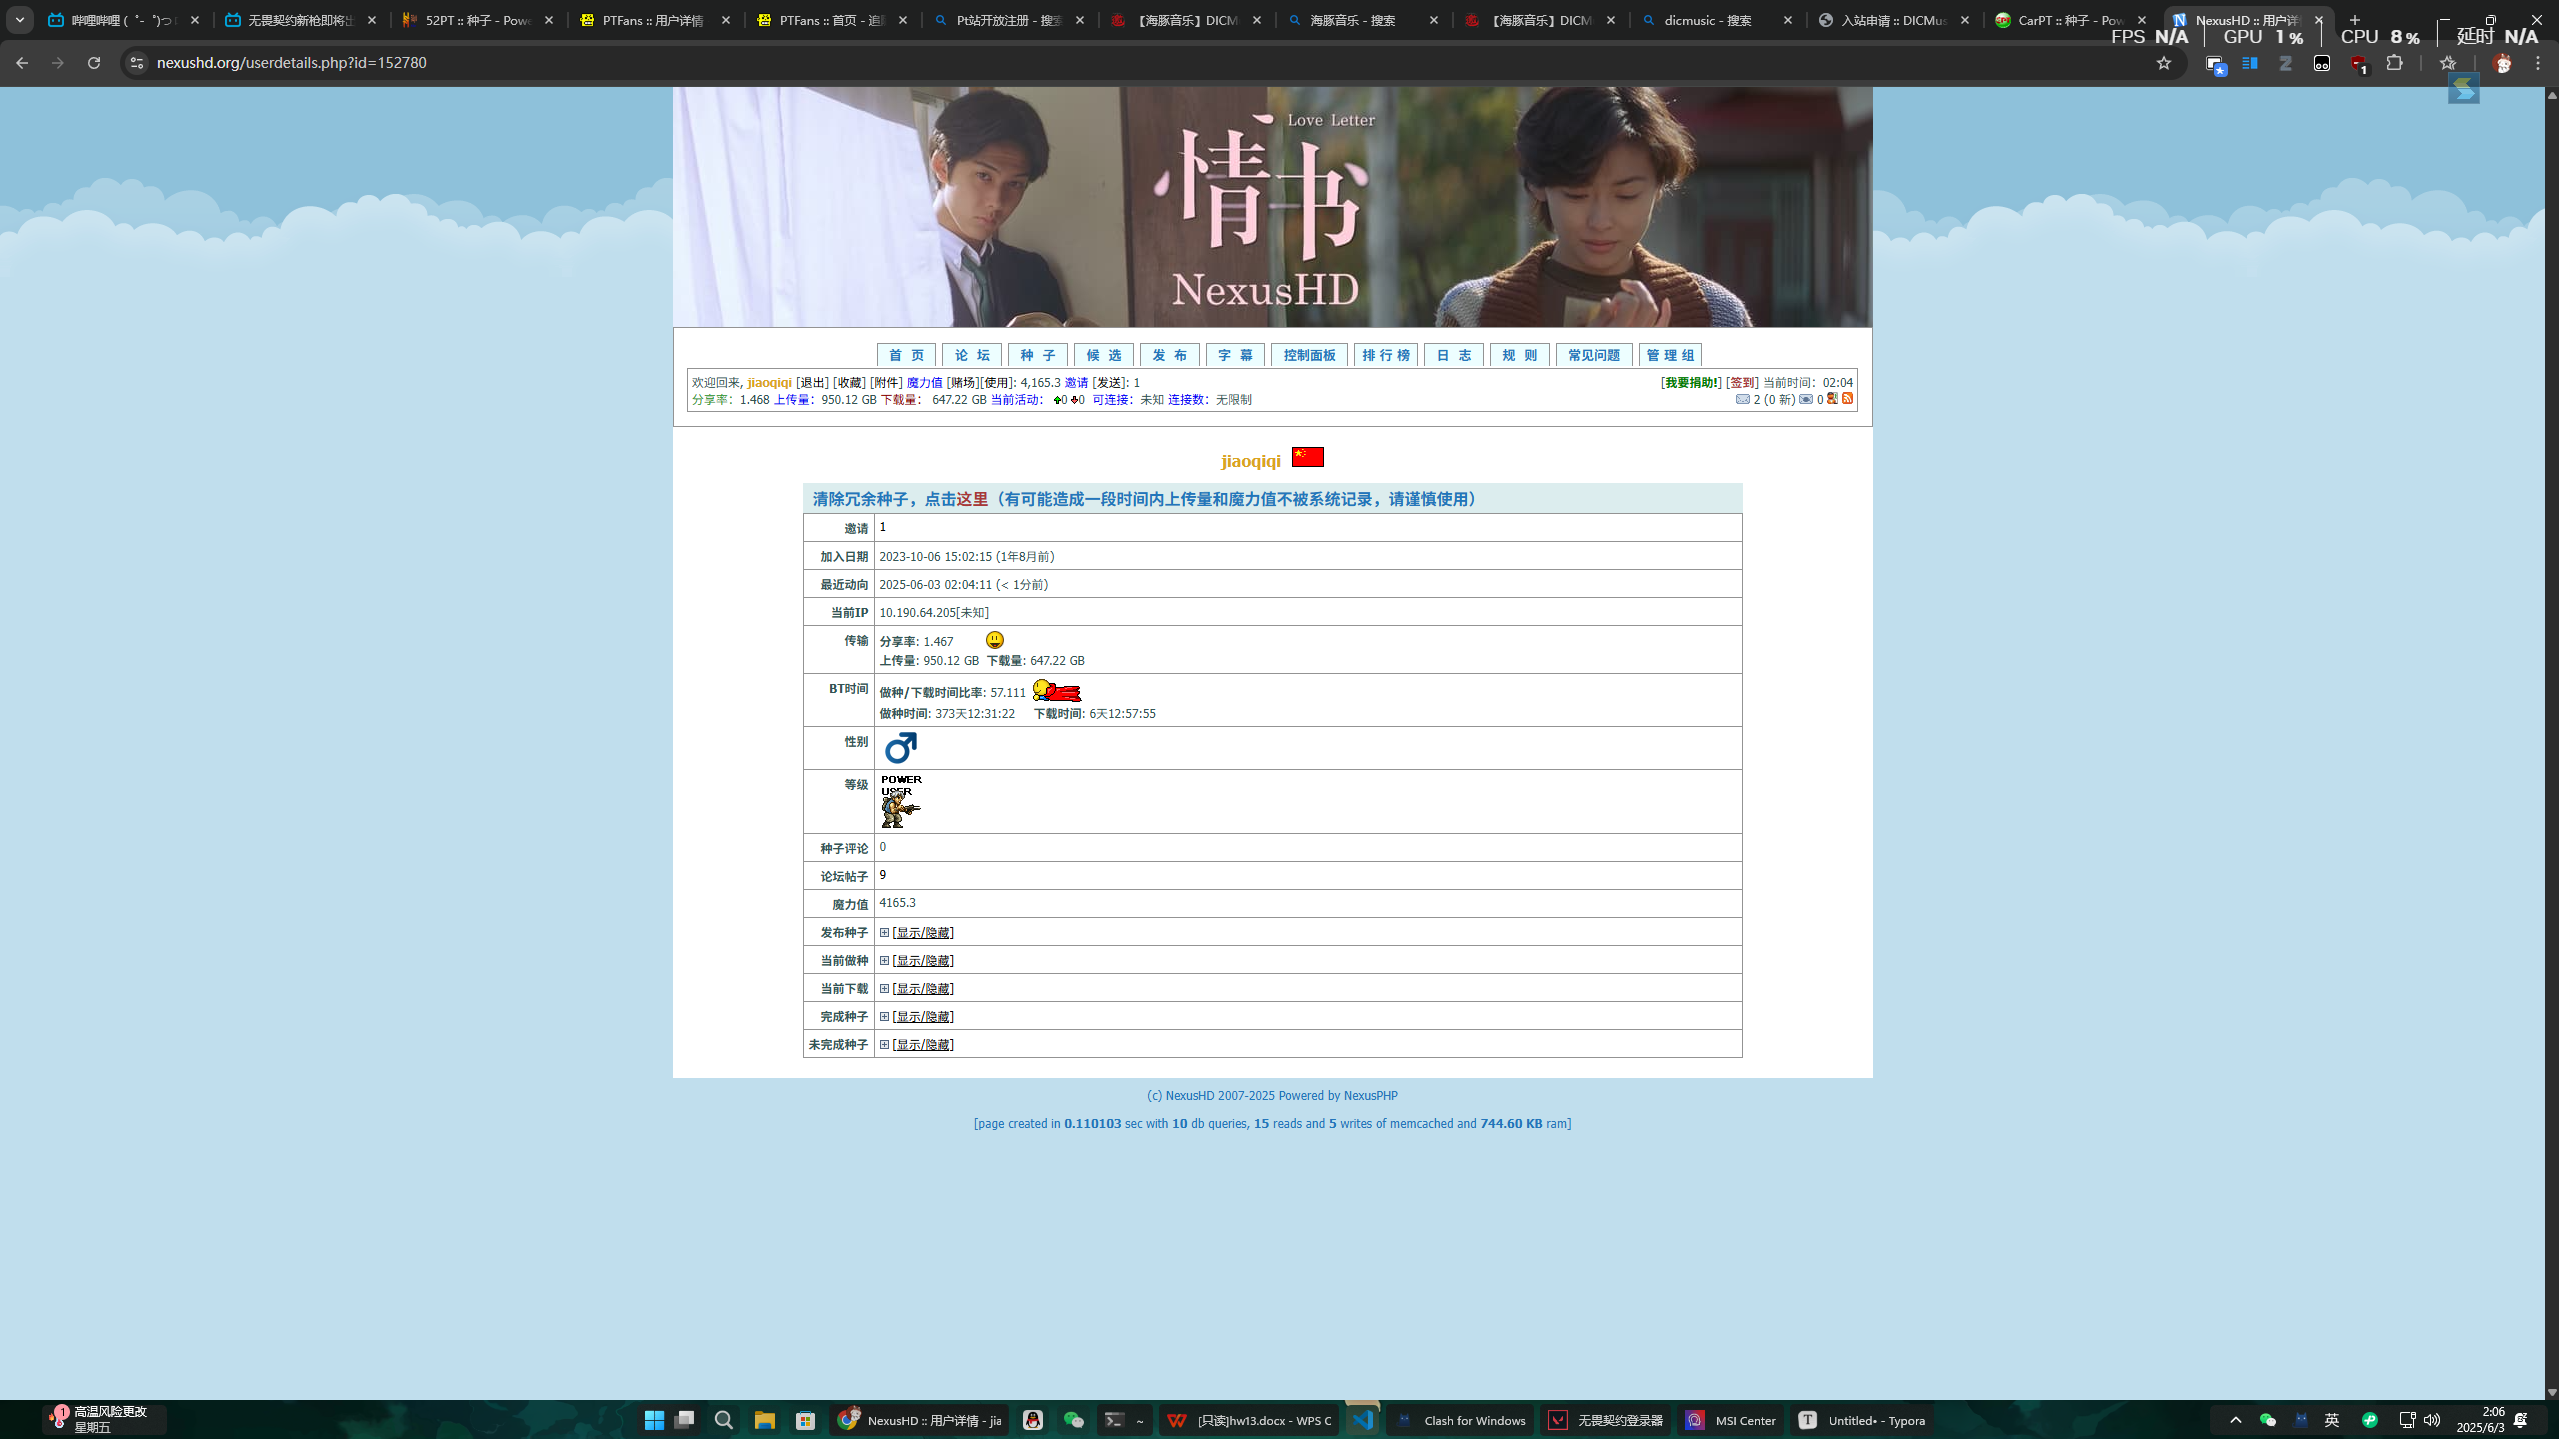 哔哩哔哩 ( ゜- ゜)つ
无畏契约新枪即将出
52PT :: 种子 - Powe
PTFans :: 用户详情
PTFans :: 首页 - 追
Pt站开放注册 - 搜索
【海豚音乐】DICM
海豚音乐 - 搜索
【海豚音乐】DICM
dicmusic - 搜索
入站申请 :: DICMus
CarPT :: 种子 - Pow
NexusHD :: 用户详
FPS N/A GPU 1 % CPU 8 % 延时 N/A
nexushd.org/userdetails.php?id=152780
1
Love Letter
情书
NexusHD
首 页 论 坛 种 子 候 选 发 布 字 幕 控制面板 排 行 榜 日 志 规 则 常见问题 管 理 组
欢迎回来, jiaoqiqi [退出] [收藏] [附件] 魔力值 [赌场][使用]: 4,165.3 邀请 [发送]: 1
[我要捐助!] [签到] 当前时间：02:04
分享率：1.468 上传量：950.12 GB 下载量： 647.22 GB 当前活动： 0 0 可连接：未知 连接数：无限制
2 (0 新) 0
jiaoqiqi
清除冗余种子，点击这里（有可能造成一段时间内上传量和魔力值不被系统记录，请谨慎使用）
邀请 1
加入日期 2023-10-06 15:02:15 (1年8月前)
最近动向 2025-06-03 02:04:11 (< 1分前)
当前IP 10.190.64.205[未知]
传输 分享率: 1.467
上传量: 950.12 GB 下载量: 647.22 GB
BT时间 做种/下载时间比率: 57.111
做种时间: 373天12:31:22 下载时间: 6天12:57:55
性别
等级 POWER
USER
种子评论 0
论坛帖子 9
魔力值 4165.3
发布种子 [显示/隐藏]
当前做种 [显示/隐藏]
当前下载 [显示/隐藏]
完成种子 [显示/隐藏]
未完成种子 [显示/隐藏]
(c) NexusHD 2007-2025 Powered by NexusPHP
[page created in 0.110103 sec with 10 db queries, 15 reads and 5 writes of memcached and 744.60 KB ram]
1
高温风险更改
星期五
NexusHD :: 用户详情 - jia
~
[只读]hw13.docx - WPS O
Clash for Windows
无畏契约登录器
MSI Center
Untitled• - Typora
英
2:06
2025/6/3